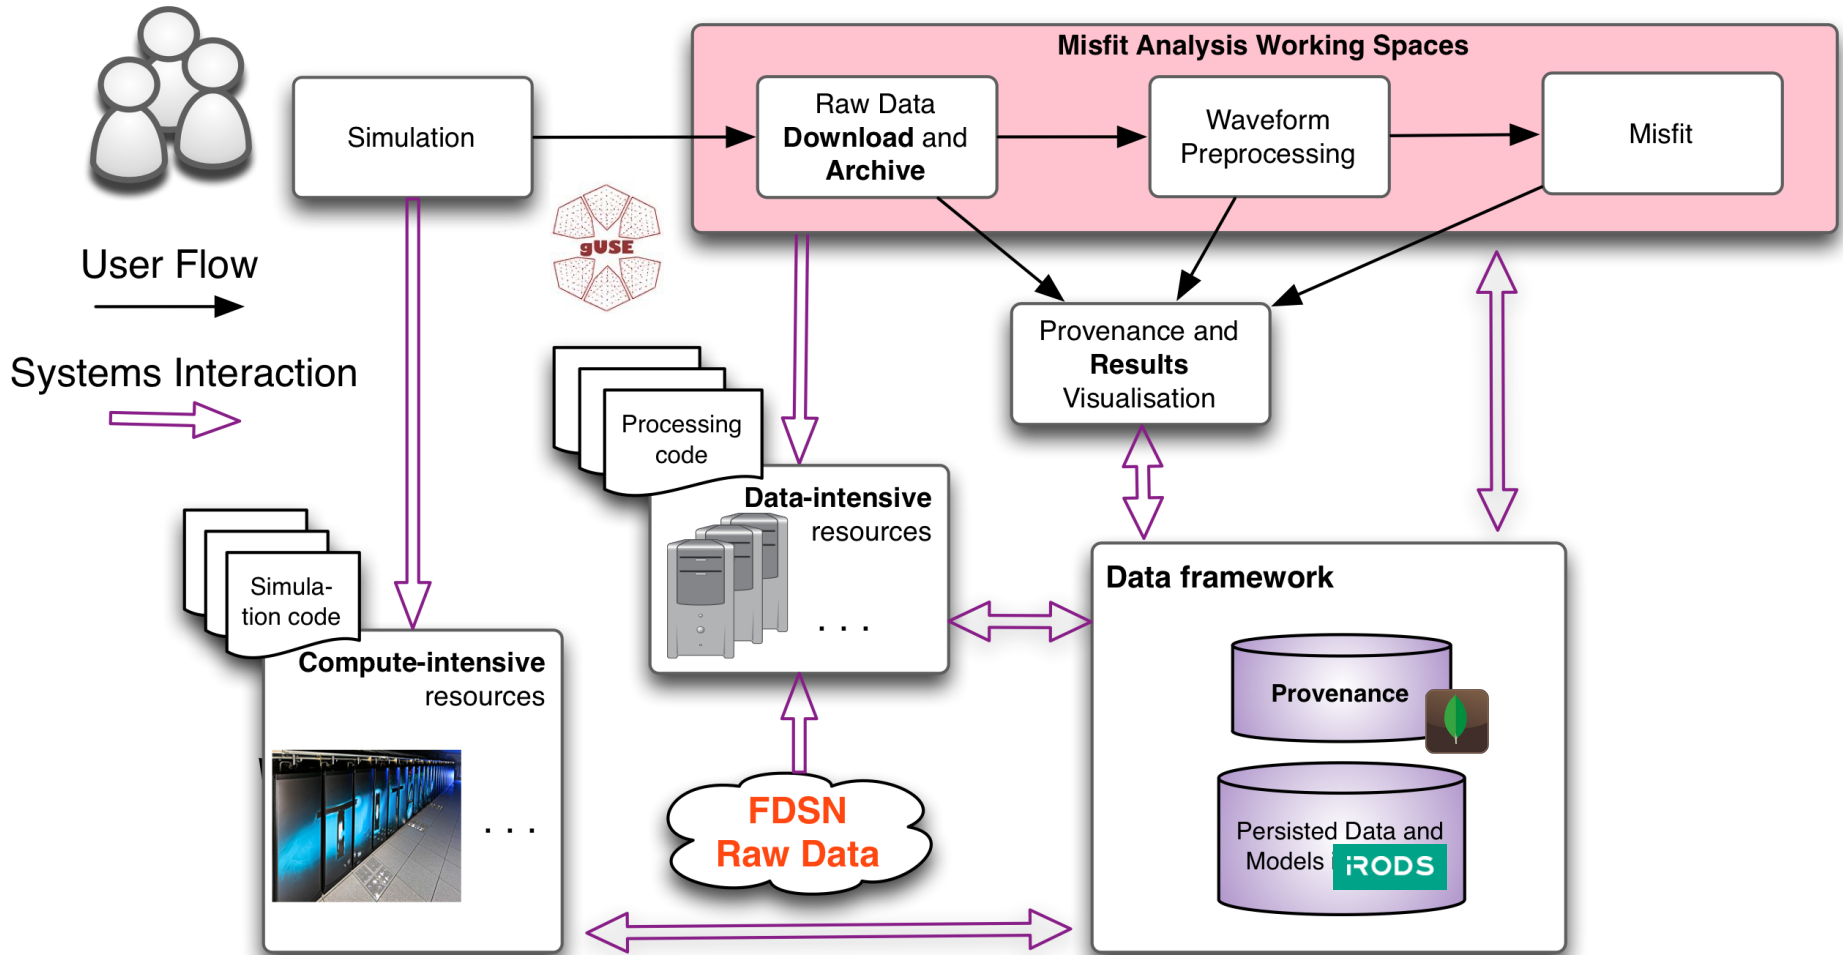 Misfit Analysis Working Spaces
Simulation
Raw Data
Download and
Archive
Waveform
Preprocessing
Misfit
gUSE
User Flow
Systems Interaction
Provenance and
Results
Visualisation
Processing
code
Data-intensive
resources
. . .
Simula-
tion code
Compute-intensive
resources
. . .
FDSN
Raw Data
Data framework
Provenance
Persisted Data and
Models
iRODS